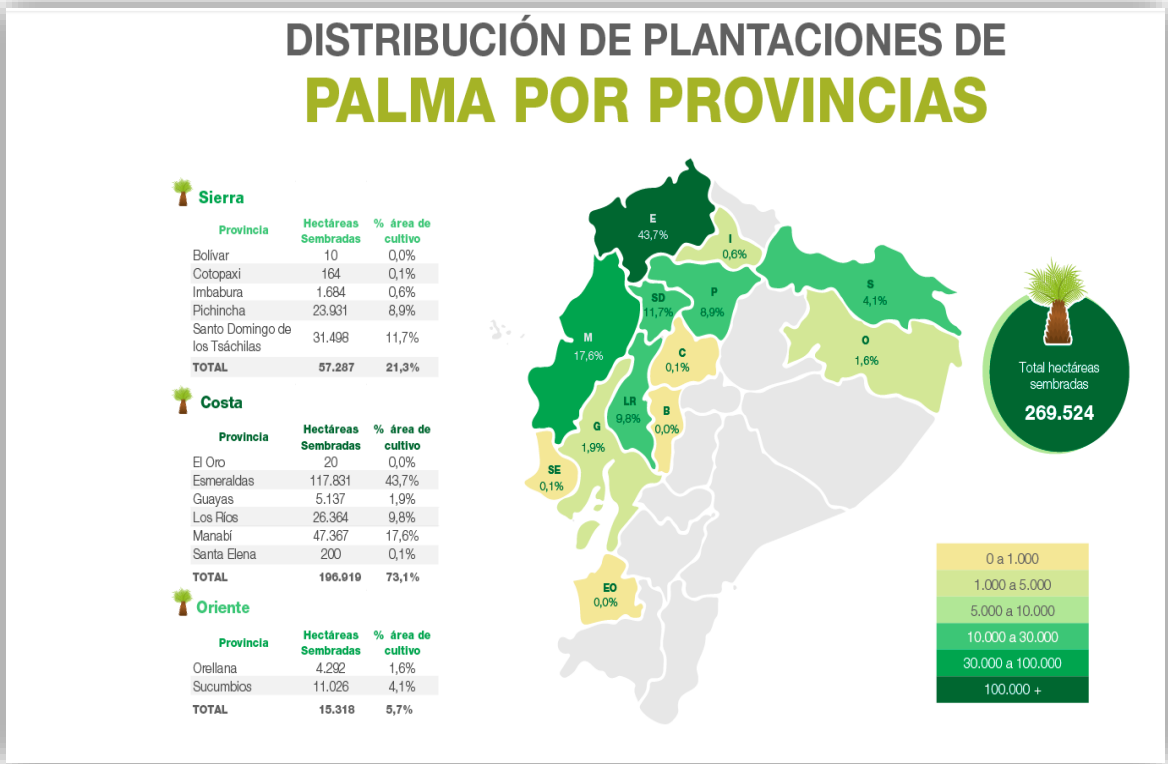 DISTRIBUCIÓN DE PLANTACIONES DE
PALMA POR PROVINCIAS
Sierra
Provincia Hectáreas Sembradas % área de cultivo
Bolívar 10 0,0%
Cotopaxi 164 0,1%
Imbabura 1.684 0,6%
Pichincha 23.931 8,9%
Santo Domingo de los Tsáchilas 31.498 11,7%
TOTAL 57.287 21,3%
Costa
Provincia Hectáreas Sembradas % área de cultivo
El Oro 20 0,0%
Esmeraldas 117.831 43,7%
Guayas 5.137 1,9%
Los Ríos 26.364 9,8%
Manabí 47.367 17,6%
Santa Elena 200 0,1%
TOTAL 196.919 73,1%
Oriente
Provincia Hectáreas Sembradas % área de cultivo
Orellana 4.292 1,6%
Sucumbios 11.026 4,1%
TOTAL 15.318 5,7%
E
43,7%
I
0,6%
S
4,1%
P
8,9%
SD
11,7%
M
17,6%
C
0,1%
O
1,6%
LR
9,8%
B
0,0%
G
1,9%
SE
0,1%
EO
0,0%
Total hectáreas
sembradas
269.524
0 a 1.000
1.000 a 5.000
5.000 a 10.000
10.000 a 30.000
30.000 a 100.000
100.000 +